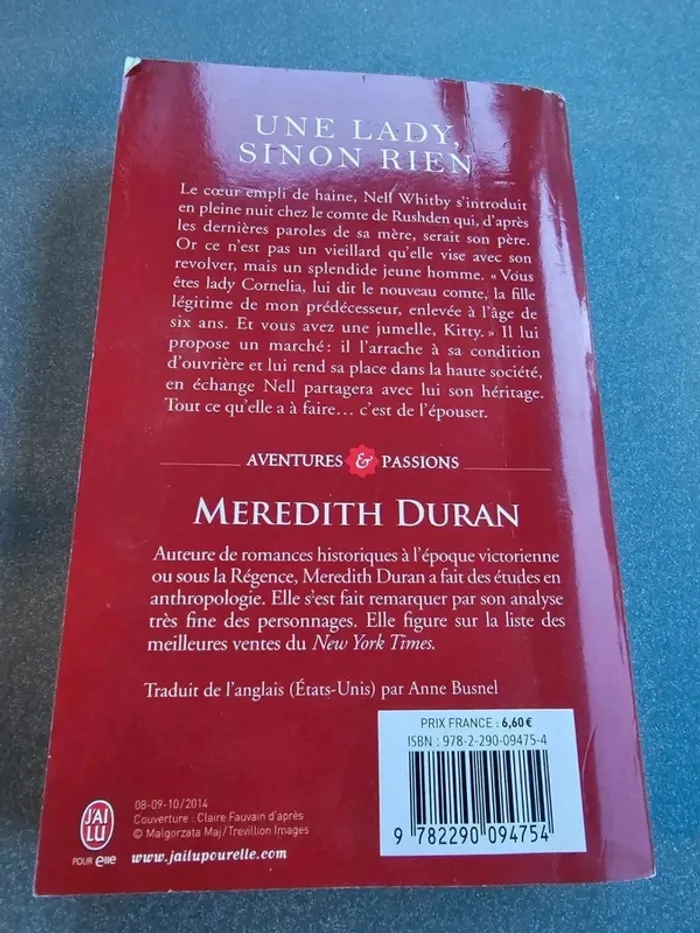 UNE LADY,
SINON RIEN
Le cœur empli de haine, Nell Whitby s'introduit
en pleine nuit chez le comte de Rushden qui, d'après
les dernières paroles de sa mère, serait son père.
Or ce n'est pas un vieillard qu'elle vise avec son
revolver, mais un splendide jeune homme. « Vous
êtes lady Cornelia, lui dit le nouveau comte, la fille
légitime de mon prédécesseur, enlevée à l'âge de
six ans. Et vous avez une jumelle, Kitty. » Il lui
propose un marché : il l'arrache à sa condition
d'ouvrière et lui rend sa place dans la haute société,
en échange Nell partagera avec lui son héritage.
Tout ce qu'elle a à faire… c'est de l'épouser.
AVENTURES & PASSIONS
MEREDITH DURAN
Auteure de romances historiques à l'époque victorienne
ou sous la Régence, Meredith Duran a fait des études en
anthropologie. Elle s'est fait remarquer par son analyse
très fine des personnages. Elle figure sur la liste des
meilleures ventes du New York Times.
Traduit de l'anglais (États-Unis) par Anne Busnel
PRIX FRANCE : 6,60 €
ISBN : 978-2-290-09475-4
9 782290 094754
08-09-10/2014
Couverture : Claire Fauvain d'après
© Malgorzata Maj / Trevillion Images
J'AI
LU
POUR elle
www.jailupourelle.com